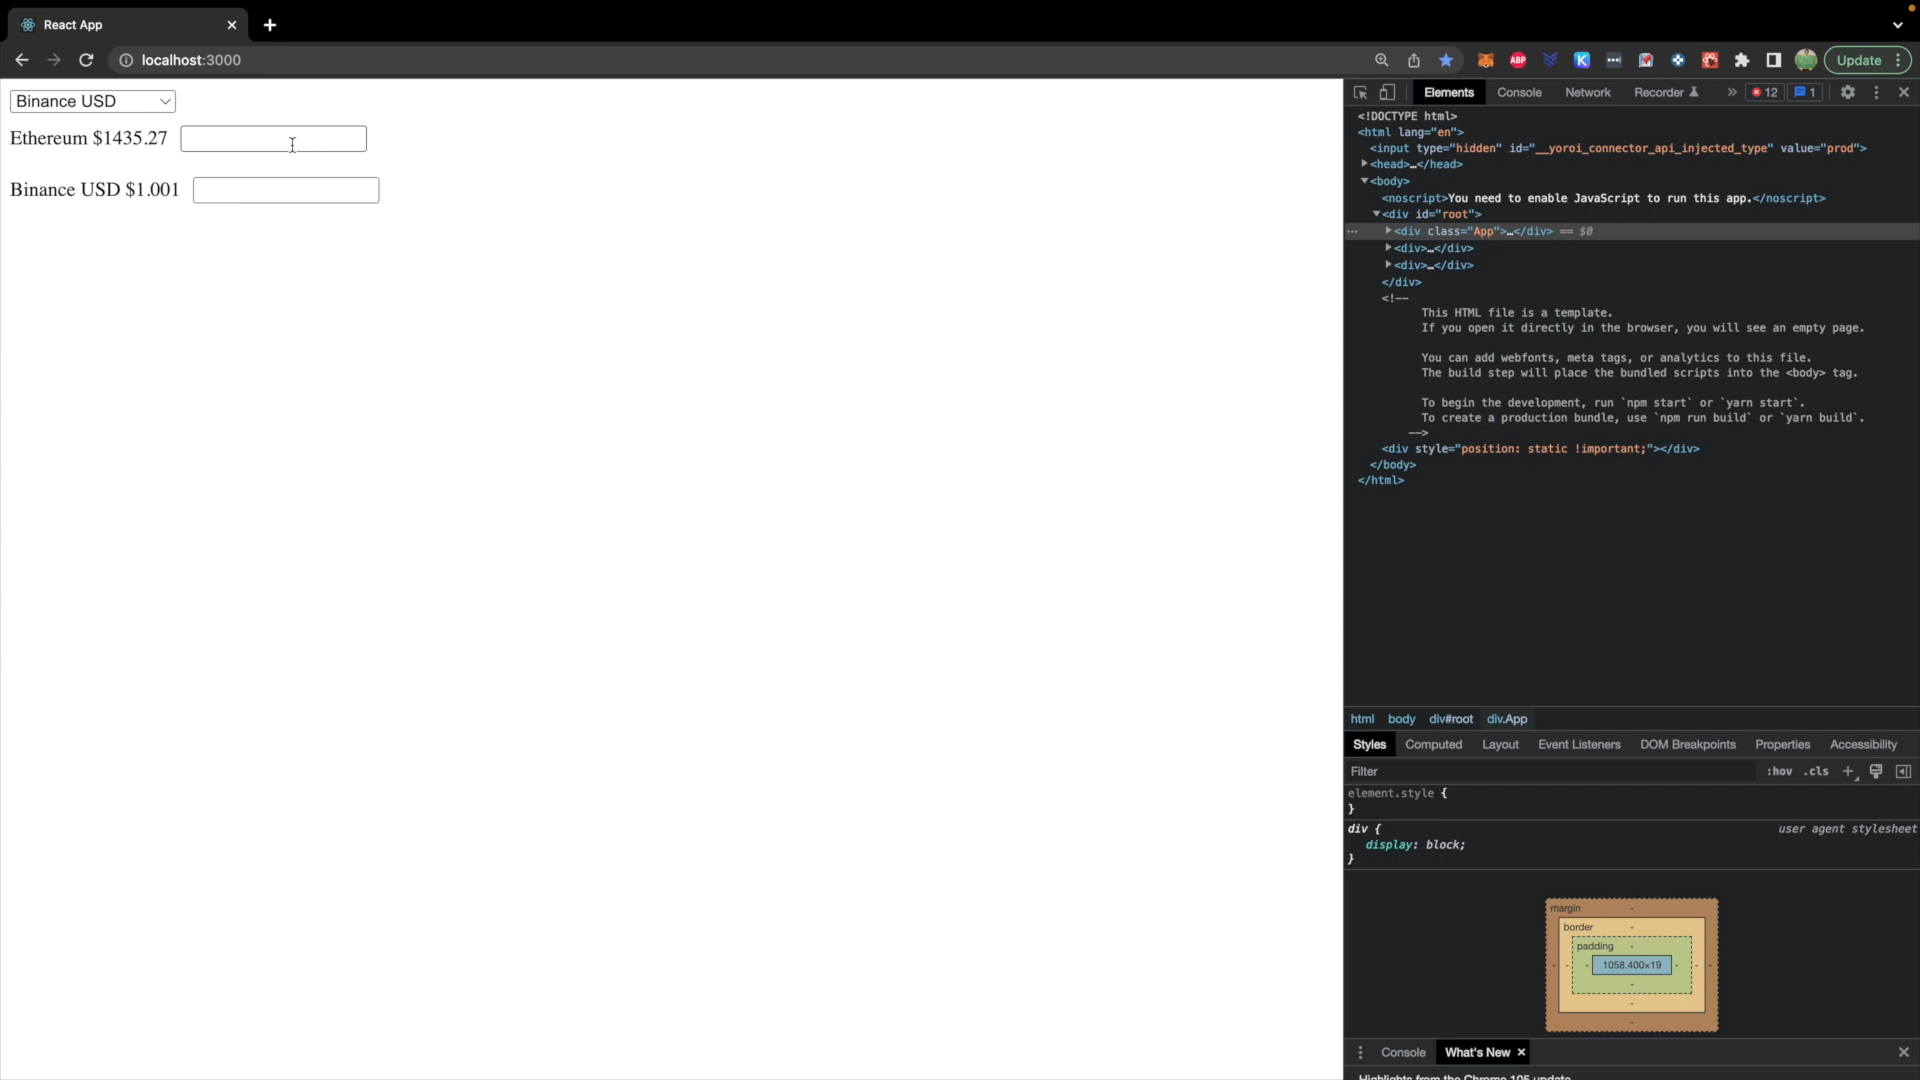 React App
localhost:3000
ABP
K
Update
Binance USD
Ethereum $1435.27
Binance USD $1.001
Elements Console Network Recorder 12 1
<!DOCTYPE html>
<html lang="en">
<input type="hidden" id="__yoroi_connector_api_injected_type" value="prod">
<head>…</head>
<body>
<noscript>You need to enable JavaScript to run this app.</noscript>
<div id="root">
<div class="App">…</div> == $0
<div>…</div>
<div>…</div>
</div>
<!--
This HTML file is a template.
If you open it directly in the browser, you will see an empty page.
You can add webfonts, meta tags, or analytics to this file.
The build step will place the bundled scripts into the <body> tag.
To begin the development, run `npm start` or `yarn start`.
To create a production bundle, use `npm run build` or `yarn build`.
-->
<div style="position: static !important;"></div>
</body>
</html>
html body div#root div.App
Styles Computed Layout Event Listeners DOM Breakpoints Properties Accessibility
Filter :hov .cls
element.style {
}
div { user agent stylesheet
display: block;
}
margin -
border -
padding -
- - - 1058.400×19 - - -
-
-
-
Console What's New
Highlights from the Chrome 105 update